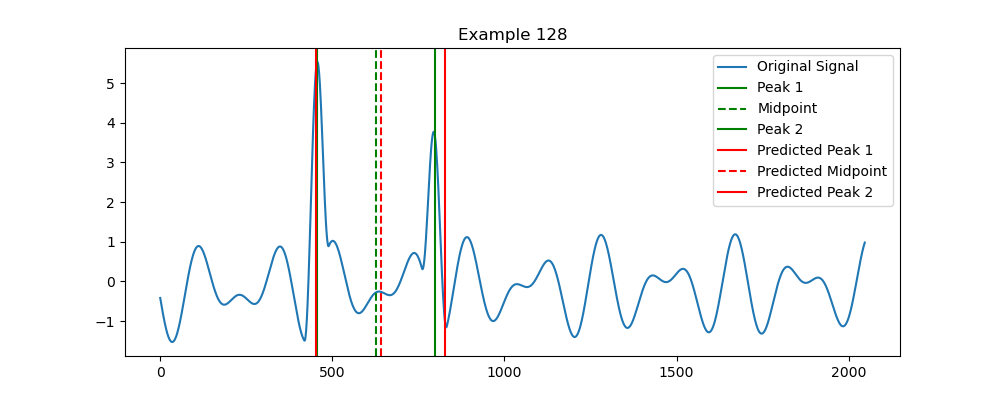 Example 128
Original Signal
Peak 1
Midpoint
Peak 2
Predicted Peak 1
Predicted Midpoint
Predicted Peak 2
5
4
3
2
1
0
−1
0 500 1000 1500 2000